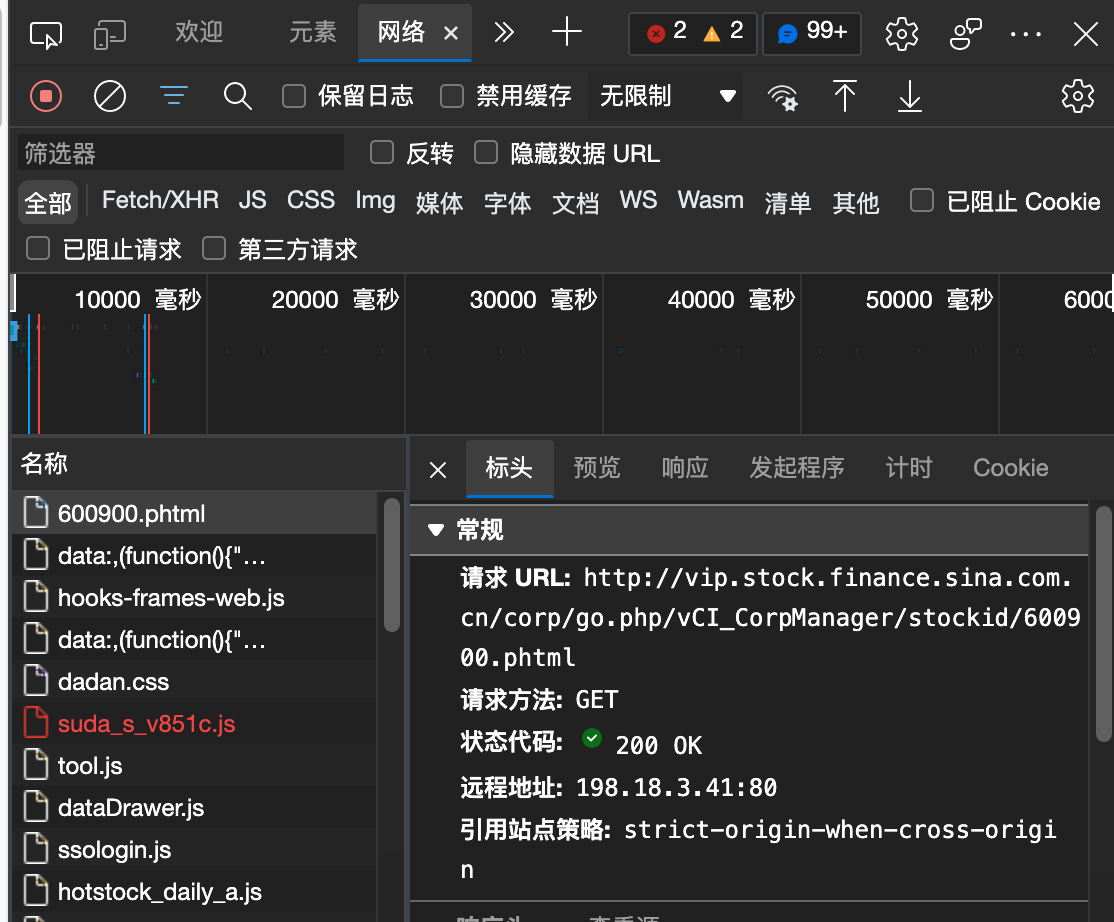 欢迎 元素 网络 2 2 99+
保留日志 禁用缓存 无限制
筛选器 反转 隐藏数据 URL
全部 Fetch/XHR JS CSS Img 媒体 字体 文档 WS Wasm 清单 其他 已阻止 Cookie
已阻止请求 第三方请求
10000 毫秒 20000 毫秒 30000 毫秒 40000 毫秒 50000 毫秒 6000
名称
600900.phtml
data:,(function(){"...
hooks-frames-web.js
data:,(function(){"...
dadan.css
suda_s_v851c.js
tool.js
dataDrawer.js
ssologin.js
hotstock_daily_a.js
标头 预览 响应 发起程序 计时 Cookie
常规
请求 URL: http://vip.stock.finance.sina.com.
cn/corp/go.php/vCI_CorpManager/stockid/6009
00.phtml
请求方法: GET
状态代码: 200 OK
远程地址: 198.18.3.41:80
引用站点策略: strict-origin-when-cross-origi
n